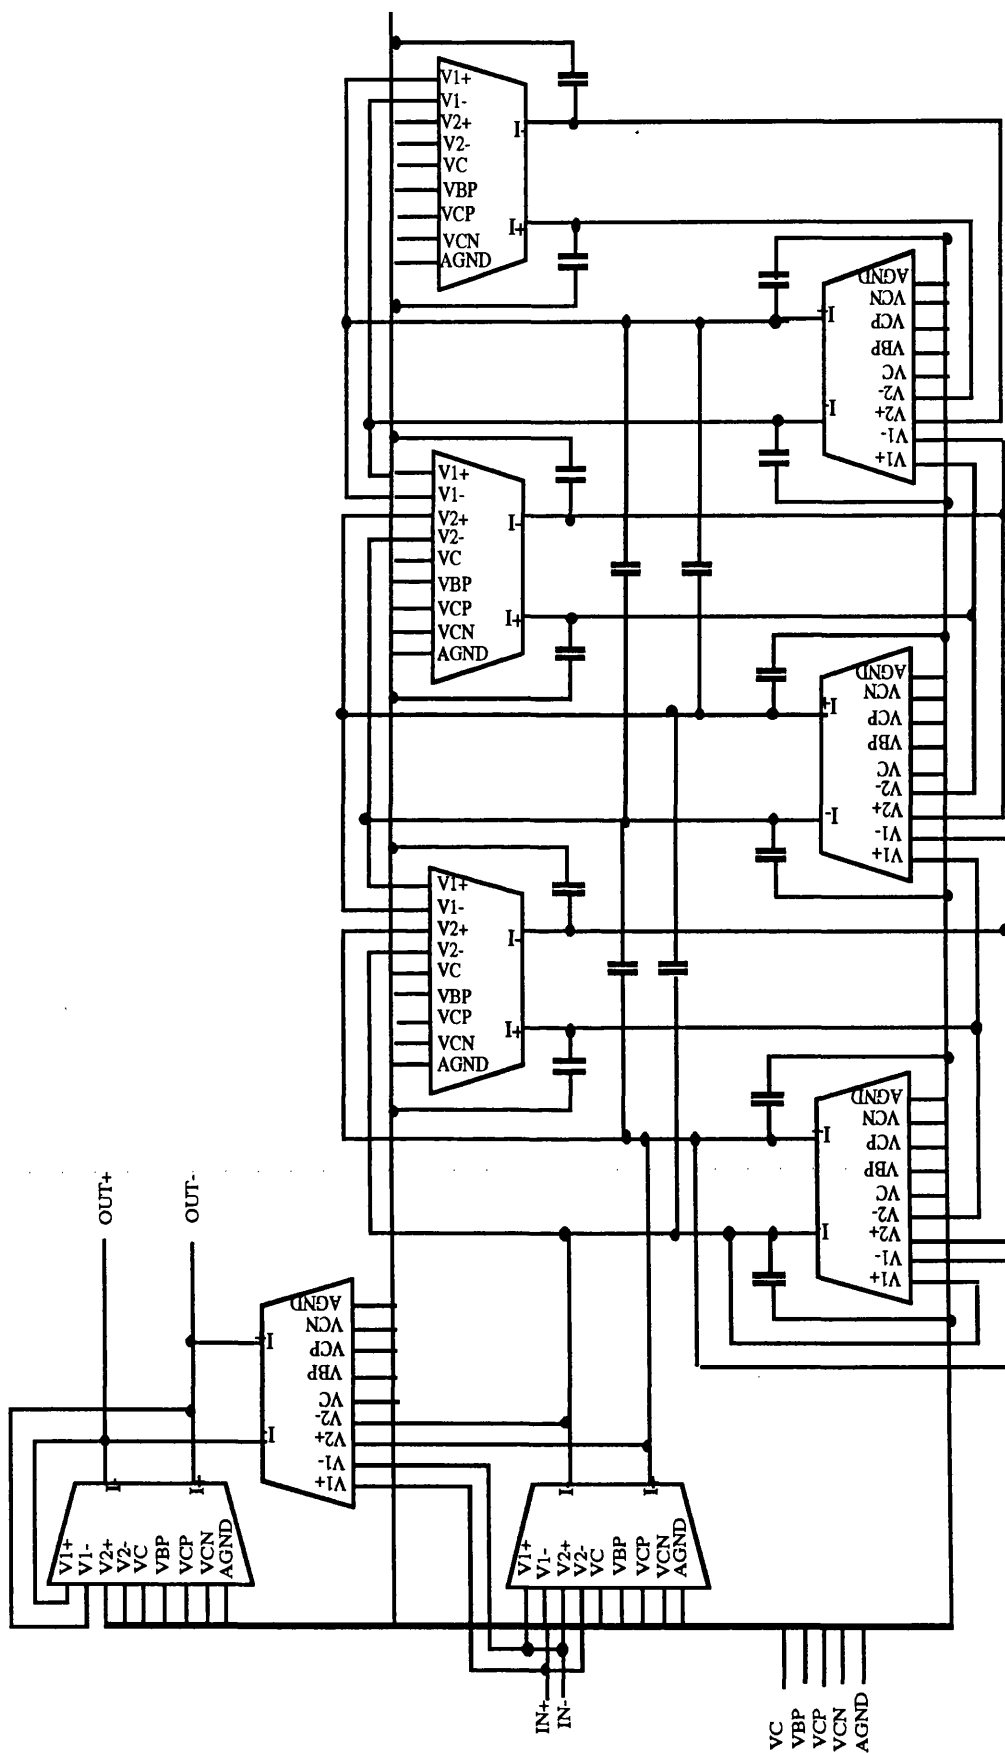 V1+
V1-
V2+
V2-
VC
VBP
VCP
VCN
AGND
I-
I+
AGND
VCN
VCP
VBP
VC
V2-
V2+
V1-
V1+
I
I-
V1+
V1-
V2+
V2-
VC
VBP
VCP
VCN
AGND
I-
I+
AGND
VCN
VCP
VBP
VC
V2-
V2+
V1-
V1+
I+
I-
V1+
V1-
V2+
V2-
VC
VBP
VCP
VCN
AGND
I-
I+
AGND
VCN
VCP
VBP
VC
V2-
V2+
V1-
V1+
I
I
OUT+
OUT-
AGND
VCN
VCP
VBP
VC
V2-
V2+
V1-
V1+
I
I-
I-
I+
V1+
V1-
V2+
V2-
VC
VBP
VCP
VCN
AGND
I-
I+
V1+
V1-
V2+
V2-
VC
VBP
VCP
VCN
AGND
IN+
IN-
VC
VBP
VCP
VCN
AGND